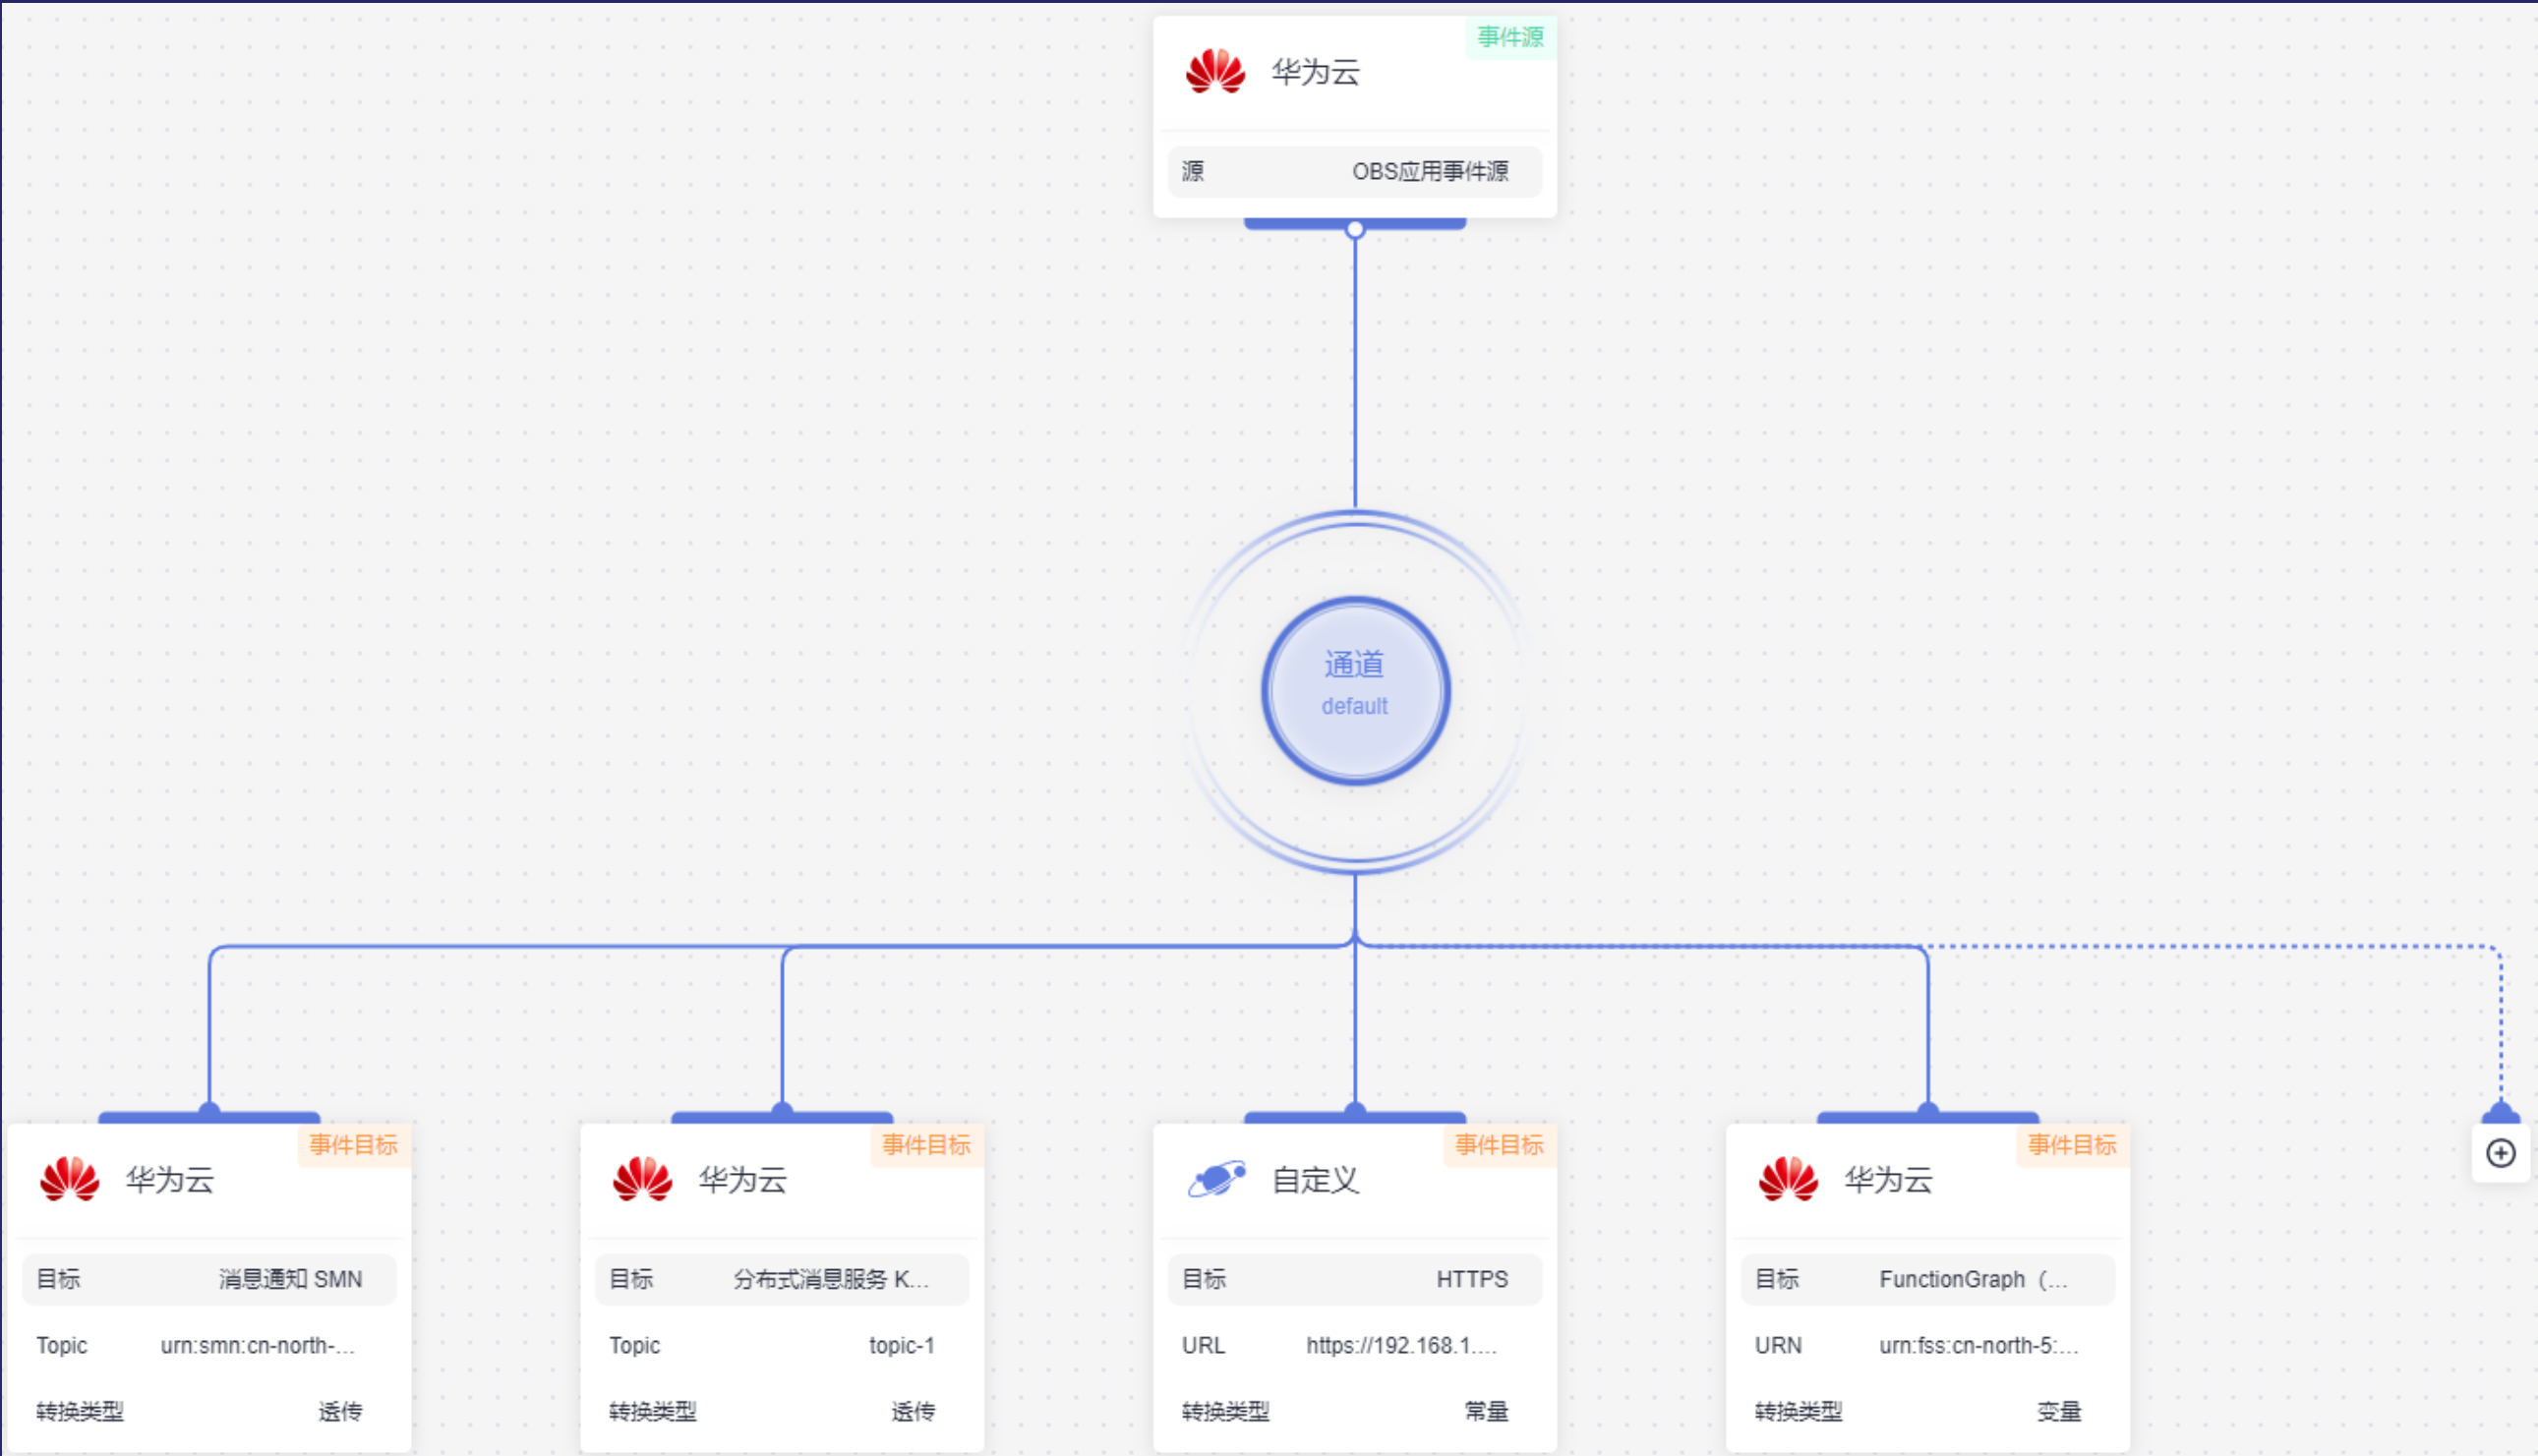 事件源
华为云
源 OBS应用事件源
通道
default
事件目标
华为云
目标 消息通知 SMN
Topic urn:smn:cn-north-...
转换类型 透传
事件目标
华为云
目标 分布式消息服务 K...
Topic topic-1
转换类型 透传
事件目标
自定义
目标 HTTPS
URL https://192.168.1....
转换类型 常量
事件目标
华为云
目标 FunctionGraph（...
URN urn:fss:cn-north-5:...
转换类型 变量